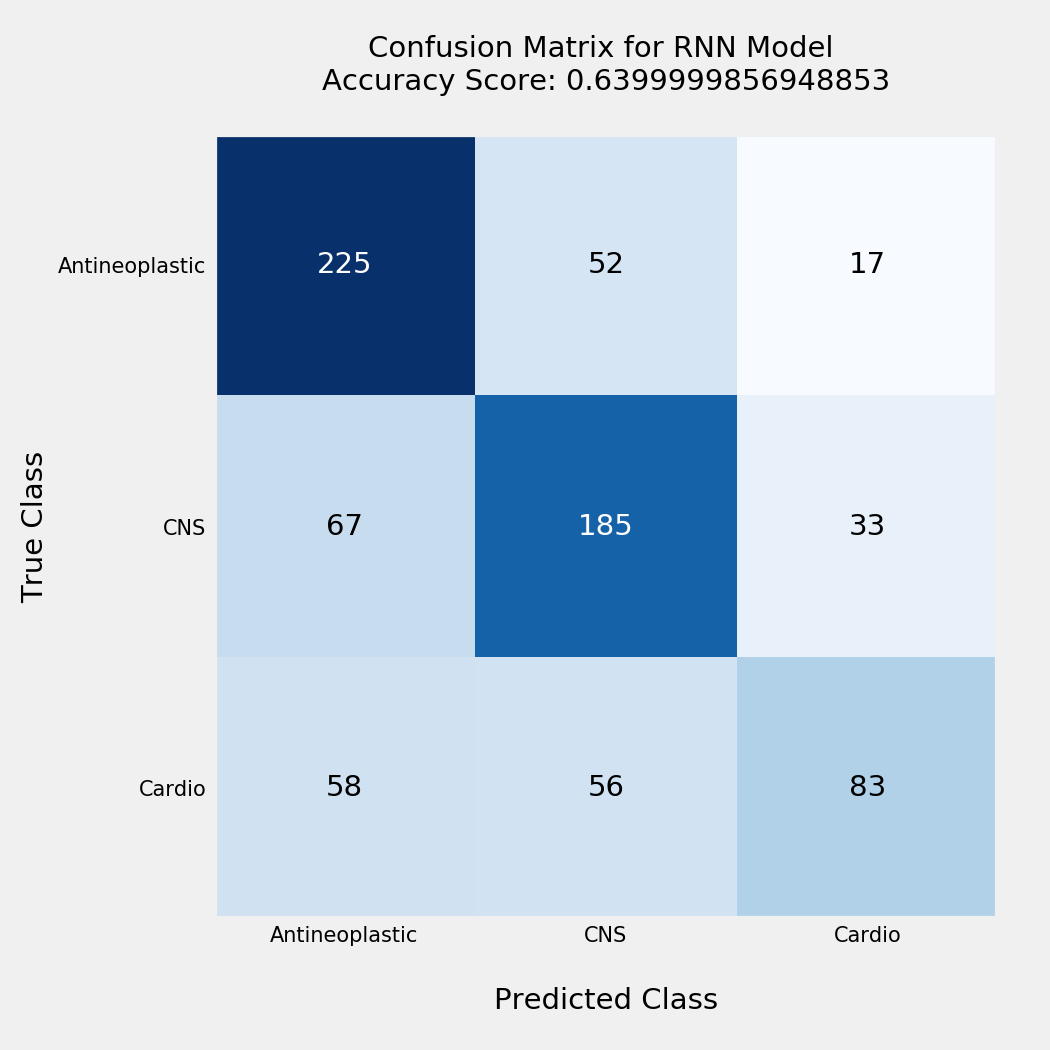 Confusion Matrix for RNN Model
Accuracy Score: 0.6399999856948853
Antineoplastic 225 52 17
CNS 67 185 33
Cardio 58 56 83
Antineoplastic CNS Cardio
True Class
Predicted Class